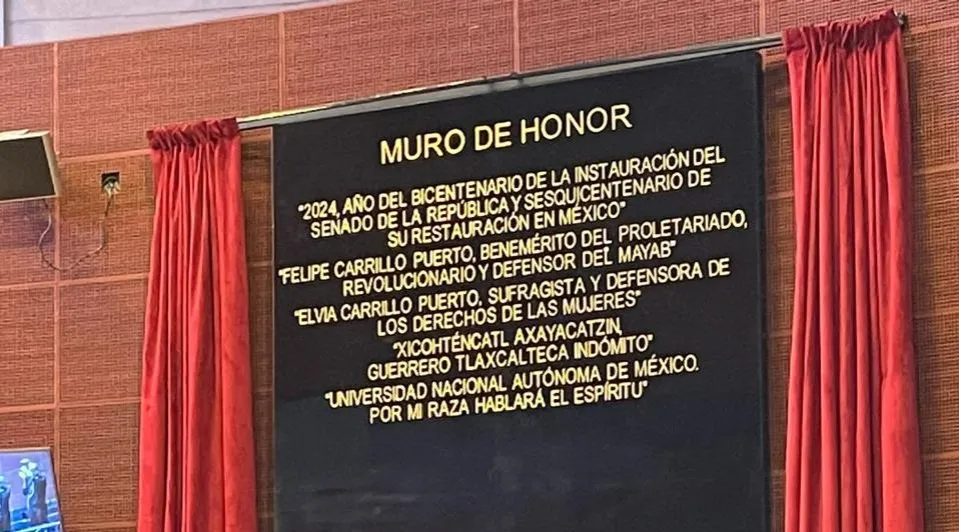 MURO DE HONOR
"2024, AÑO DEL BICENTENARIO DE LA INSTAURACIÓN DEL
SENADO DE LA REPÚBLICA Y SESQUICENTENARIO DE
SU RESTAURACIÓN EN MÉXICO"
"FELIPE CARRILLO PUERTO, BENEMÉRITO DEL PROLETARIADO,
REVOLUCIONARIO Y DEFENSOR DEL MAYAB"
"ELVIA CARRILLO PUERTO, SUFRAGISTA Y DEFENSORA DE
LOS DERECHOS DE LAS MUJERES"
"XICOHTÉNCATL AXAYACATZIN,
GUERRERO TLAXCALTECA INDÓMITO"
"UNIVERSIDAD NACIONAL AUTÓNOMA DE MÉXICO.
POR MI RAZA HABLARÁ EL ESPÍRITU"